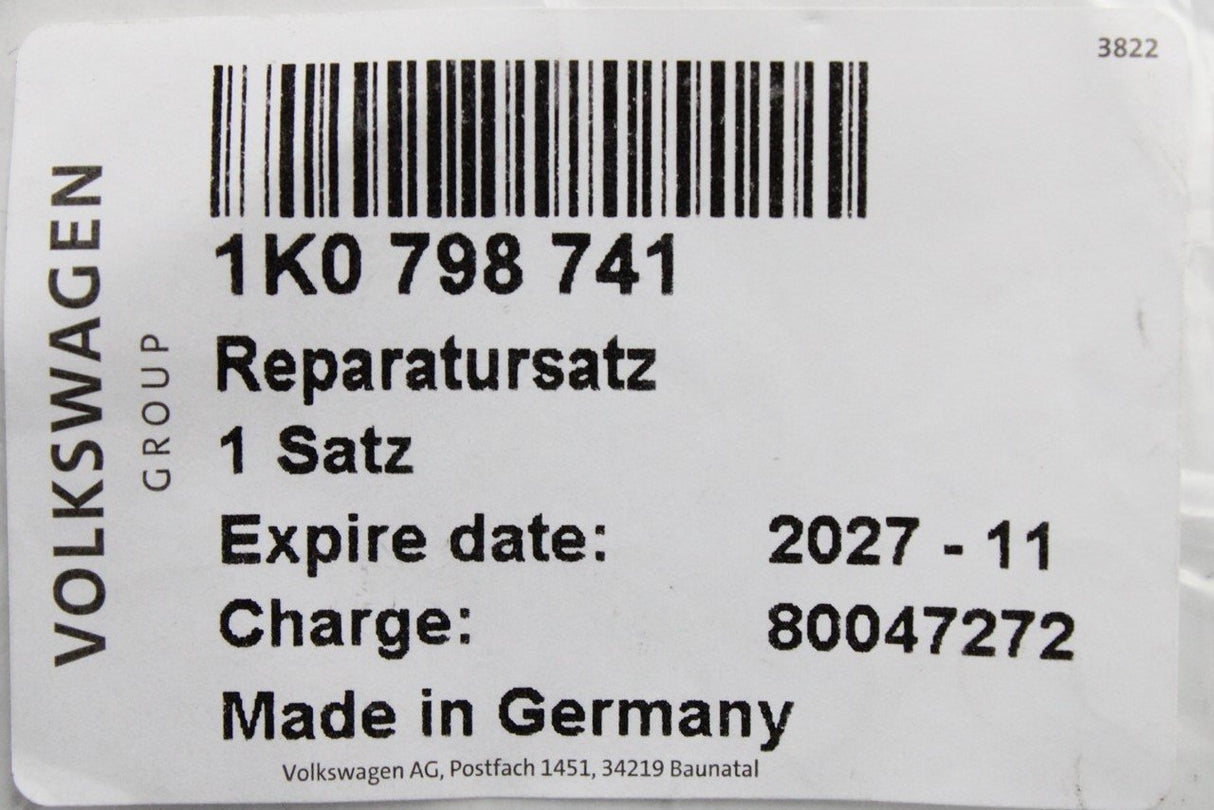 3822
VOLKSWAGEN
GROUP
1K0 798 741
Reparatursatz
1 Satz
Expire date: 2027 - 11
Charge: 80047272
Made in Germany
Volkswagen AG, Postfach 1451, 34219 Baunatal